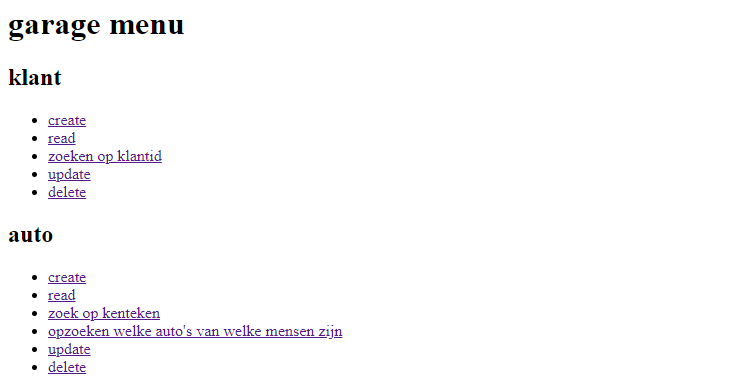 garage menu
klant
create
read
zoeken op klantid
update
delete
auto
create
read
zoek op kenteken
opzoeken welke auto's van welke mensen zijn
update
delete